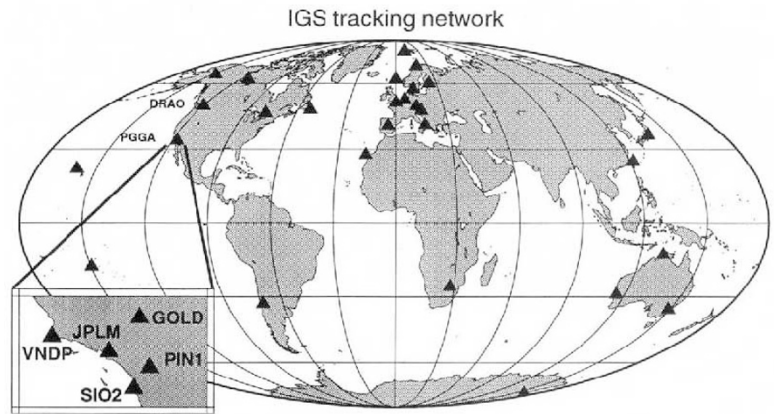 IGS tracking network
DRAO
PGGA
GOLD
JPLM
VNDP
PIN1
SIO2